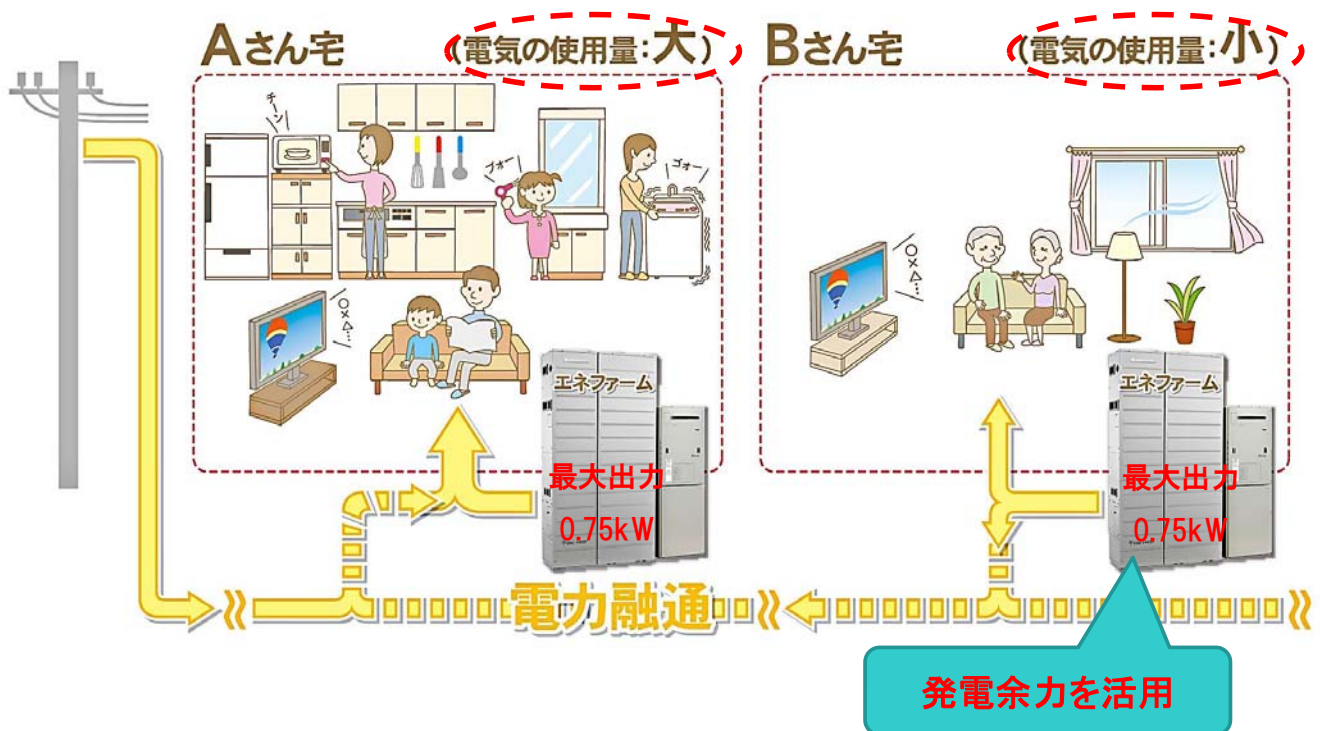 Aさん宅 (電気の使用量:大)
Bさん宅 (電気の使用量:小)
チーン
ゴォー
ゴォー
○×△…
○×△…
エネファーム
最大出力
0.75kW
エネファーム
最大出力
0.75kW
電力融通
発電余力を活用